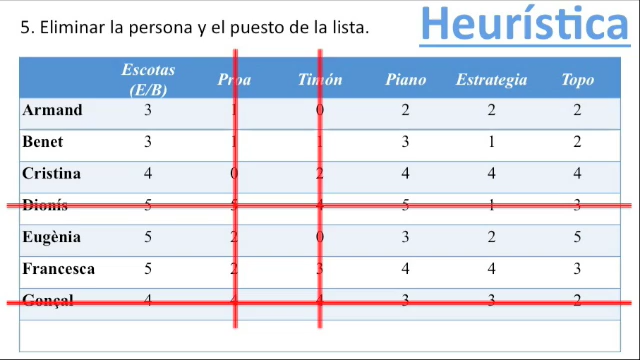 5. Eliminar la persona y el puesto de la lista.
Heurística
Escotas (E/B) Proa Timón Piano Estrategia Topo
Armand 3 1 0 2 2 2
Benet 3 1 1 3 1 2
Cristina 4 0 2 4 4 4
Dionís 5 5 4 5 1 3
Eugènia 5 2 0 3 2 5
Francesca 5 2 3 4 4 3
Gonçal 4 4 4 3 3 2